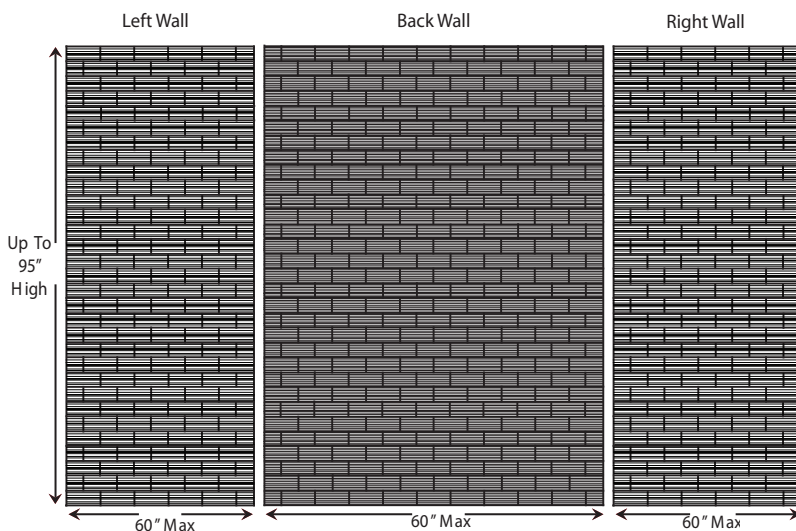 Left Wall
Back Wall
Right Wall
Up To
95″
High
60″ Max
60″ Max
60″ Max